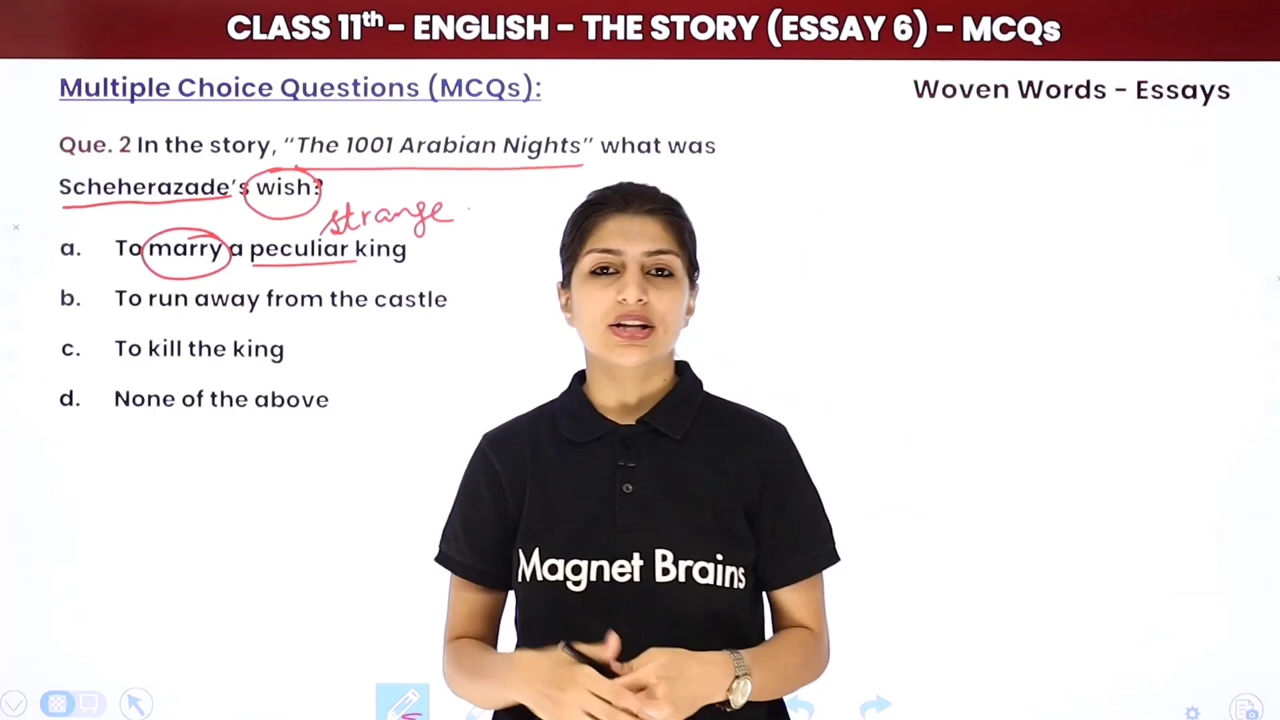 CLASS 11th - ENGLISH - THE STORY (ESSAY 6) - MCQs
Multiple Choice Questions (MCQs):
Woven Words - Essays
Que. 2 In the story, “The 1001 Arabian Nights” what was
Scheherazade’s wish?
strange
a. To marry a peculiar king
b. To run away from the castle
c. To kill the king
d. None of the above
Magnet Brains